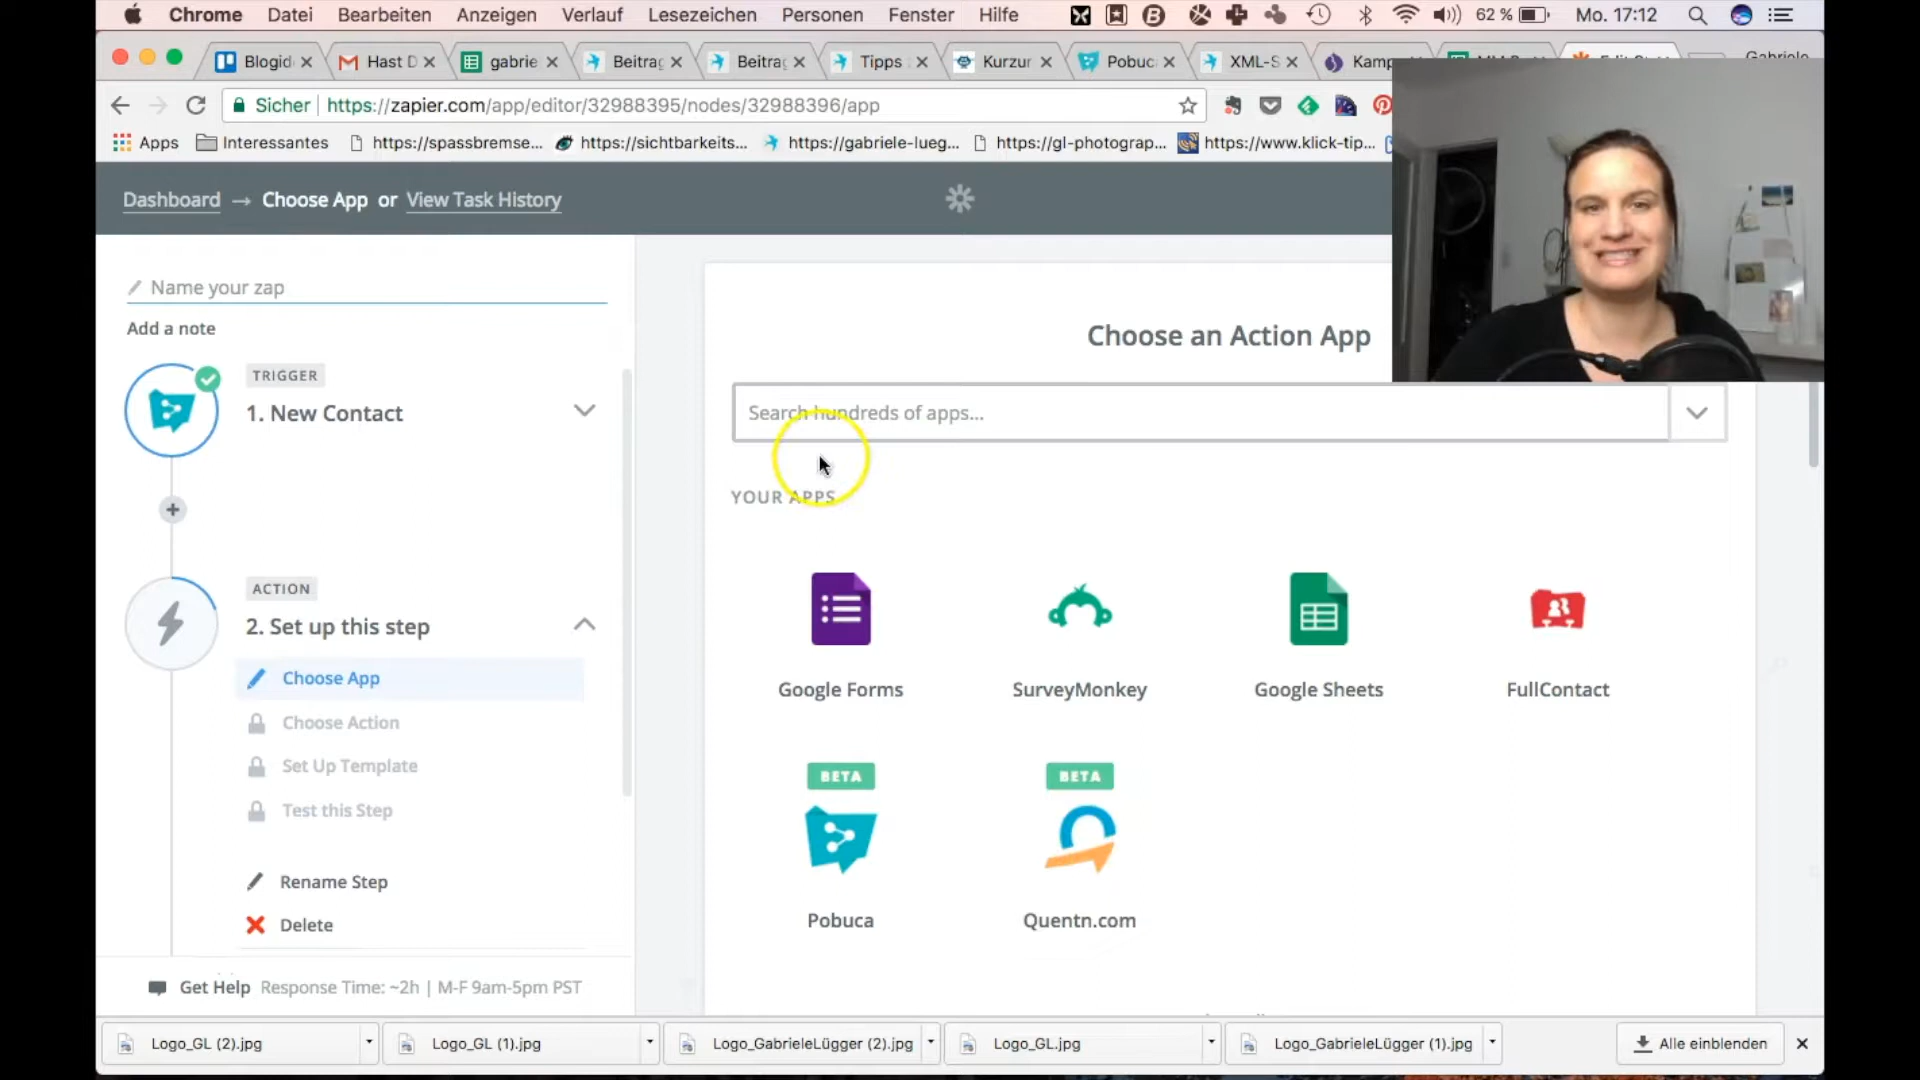 Chrome Datei Bearbeiten Anzeigen Verlauf Lesezeichen Personen Fenster Hilfe 62 % Mo. 17:12
Blogid Hast D gabrie Beitrag Beitrag Tipps Kurzur Pobuc XML-S Kamp Gabriele
Sicher https://zapier.com/app/editor/32988395/nodes/32988396/app
Apps Interessantes https://spassbremse... https://sichtbarkeits... https://gabriele-lueg... https://gl-photograp... https://www.klick-tip...
Dashboard → Choose App or View Task History
Name your zap
Add a note
TRIGGER
1. New Contact
ACTION
2. Set up this step
Choose App
Choose Action
Set Up Template
Test this Step
Rename Step
Delete
Get Help Response Time: ~2h | M-F 9am-5pm PST
Choose an Action App
Search hundreds of apps...
YOUR APPS
Google Forms SurveyMonkey Google Sheets FullContact
BETA BETA
Pobuca Quentn.com
Logo_GL (2).jpg Logo_GL (1).jpg Logo_GabrieleLügger (2).jpg Logo_GL.jpg Logo_GabrieleLügger (1).jpg Alle einblenden